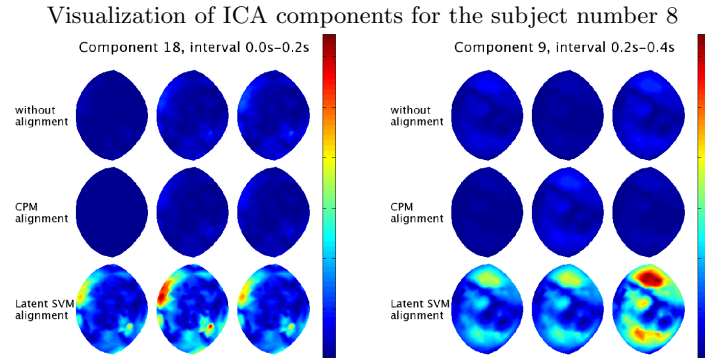 Visualization of ICA components for the subject number 8
Component 18, interval 0.0s-0.2s
without
alignment
CPM
alignment
Latent SVM
alignment
Component 9, interval 0.2s-0.4s
without
alignment
CPM
alignment
Latent SVM
alignment